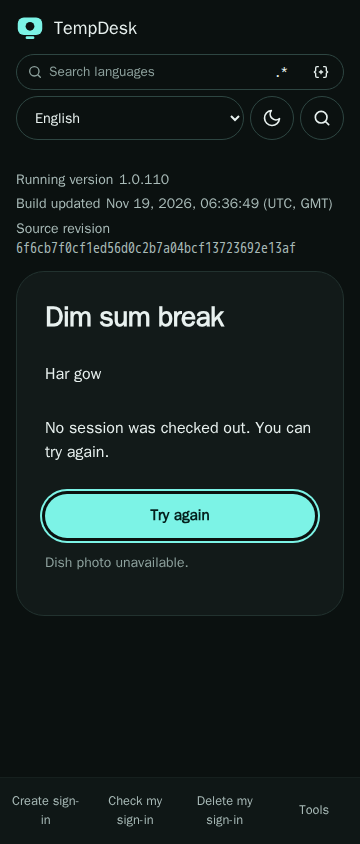 TempDesk
Search languages
.*
English
Running version 1.0.110
Build updated Nov 19, 2026, 06:36:49 (UTC, GMT)
Source revision
6f6cb7f0cf1ed56d0c2b7a04bcf13723692e13af
Dim sum break
Har gow
No session was checked out. You can
try again.
Try again
Dish photo unavailable.
Create sign-
in
Check my
sign-in
Delete my
sign-in
Tools